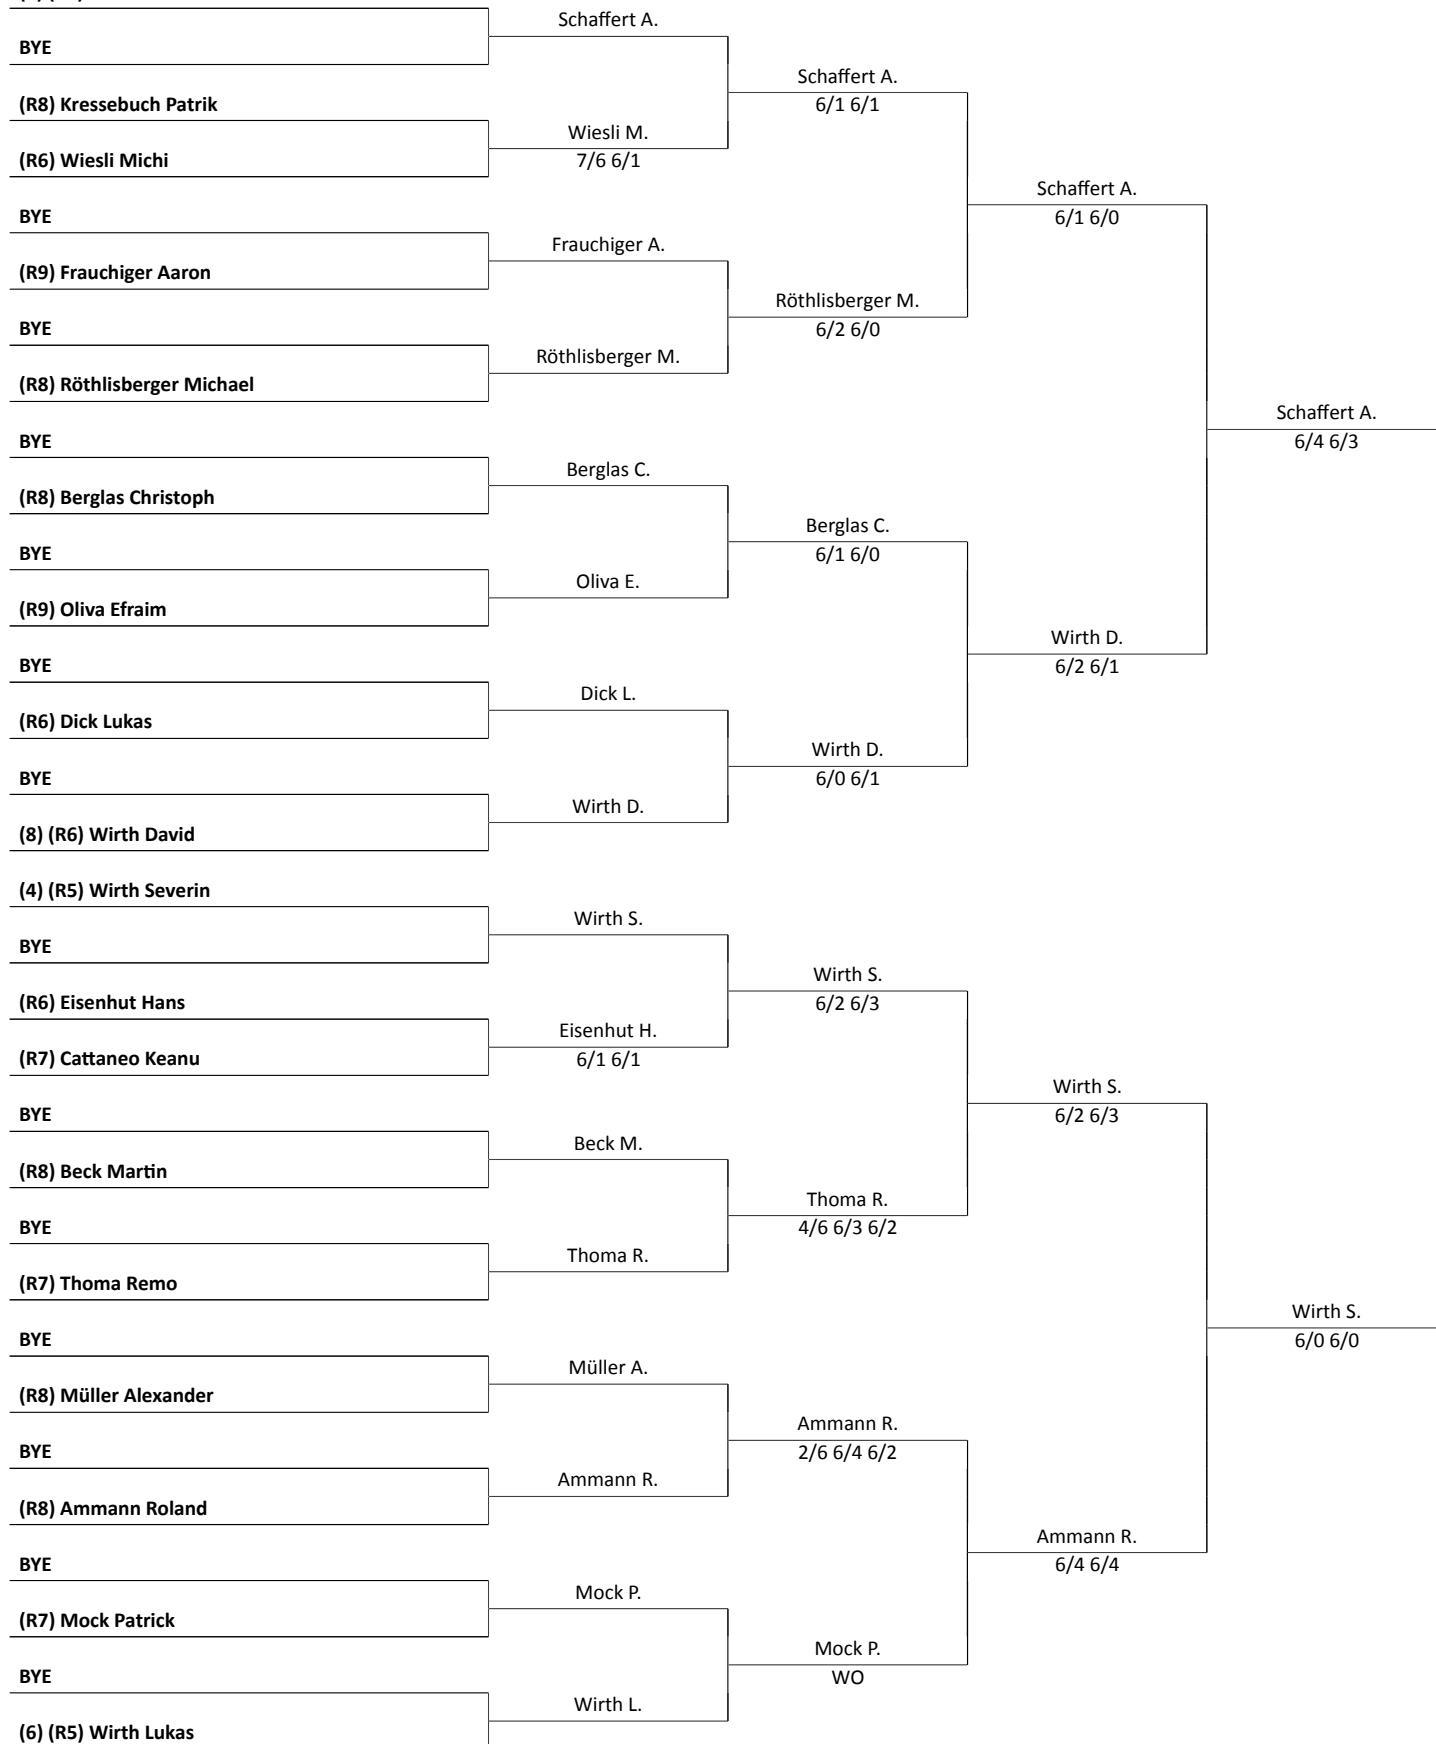 Schaffert A.
BYE
Schaffert A.
(R8) Kressebuch Patrik
6/1 6/1
Wiesli M.
(R6) Wiesli Michi
7/6 6/1
Schaffert A.
BYE
6/1 6/0
Frauchiger A.
(R9) Frauchiger Aaron
Röthlisberger M.
BYE
6/2 6/0
Röthlisberger M.
(R8) Röthlisberger Michael
Schaffert A.
BYE
6/4 6/3
Berglas C.
(R8) Berglas Christoph
Berglas C.
BYE
6/1 6/0
Oliva E.
(R9) Oliva Efraim
Wirth D.
BYE
6/2 6/1
Dick L.
(R6) Dick Lukas
Wirth D.
BYE
6/0 6/1
Wirth D.
(8) (R6) Wirth David
(4) (R5) Wirth Severin
Wirth S.
BYE
Wirth S.
(R6) Eisenhut Hans
6/2 6/3
Eisenhut H.
(R7) Cattaneo Keanu
6/1 6/1
Wirth S.
BYE
6/2 6/3
Beck M.
(R8) Beck Martin
Thoma R.
BYE
4/6 6/3 6/2
Thoma R.
(R7) Thoma Remo
Wirth S.
BYE
6/0 6/0
Müller A.
(R8) Müller Alexander
Ammann R.
BYE
2/6 6/4 6/2
Ammann R.
(R8) Ammann Roland
Ammann R.
BYE
6/4 6/4
Mock P.
(R7) Mock Patrick
Mock P.
BYE
WO
Wirth L.
(6) (R5) Wirth Lukas